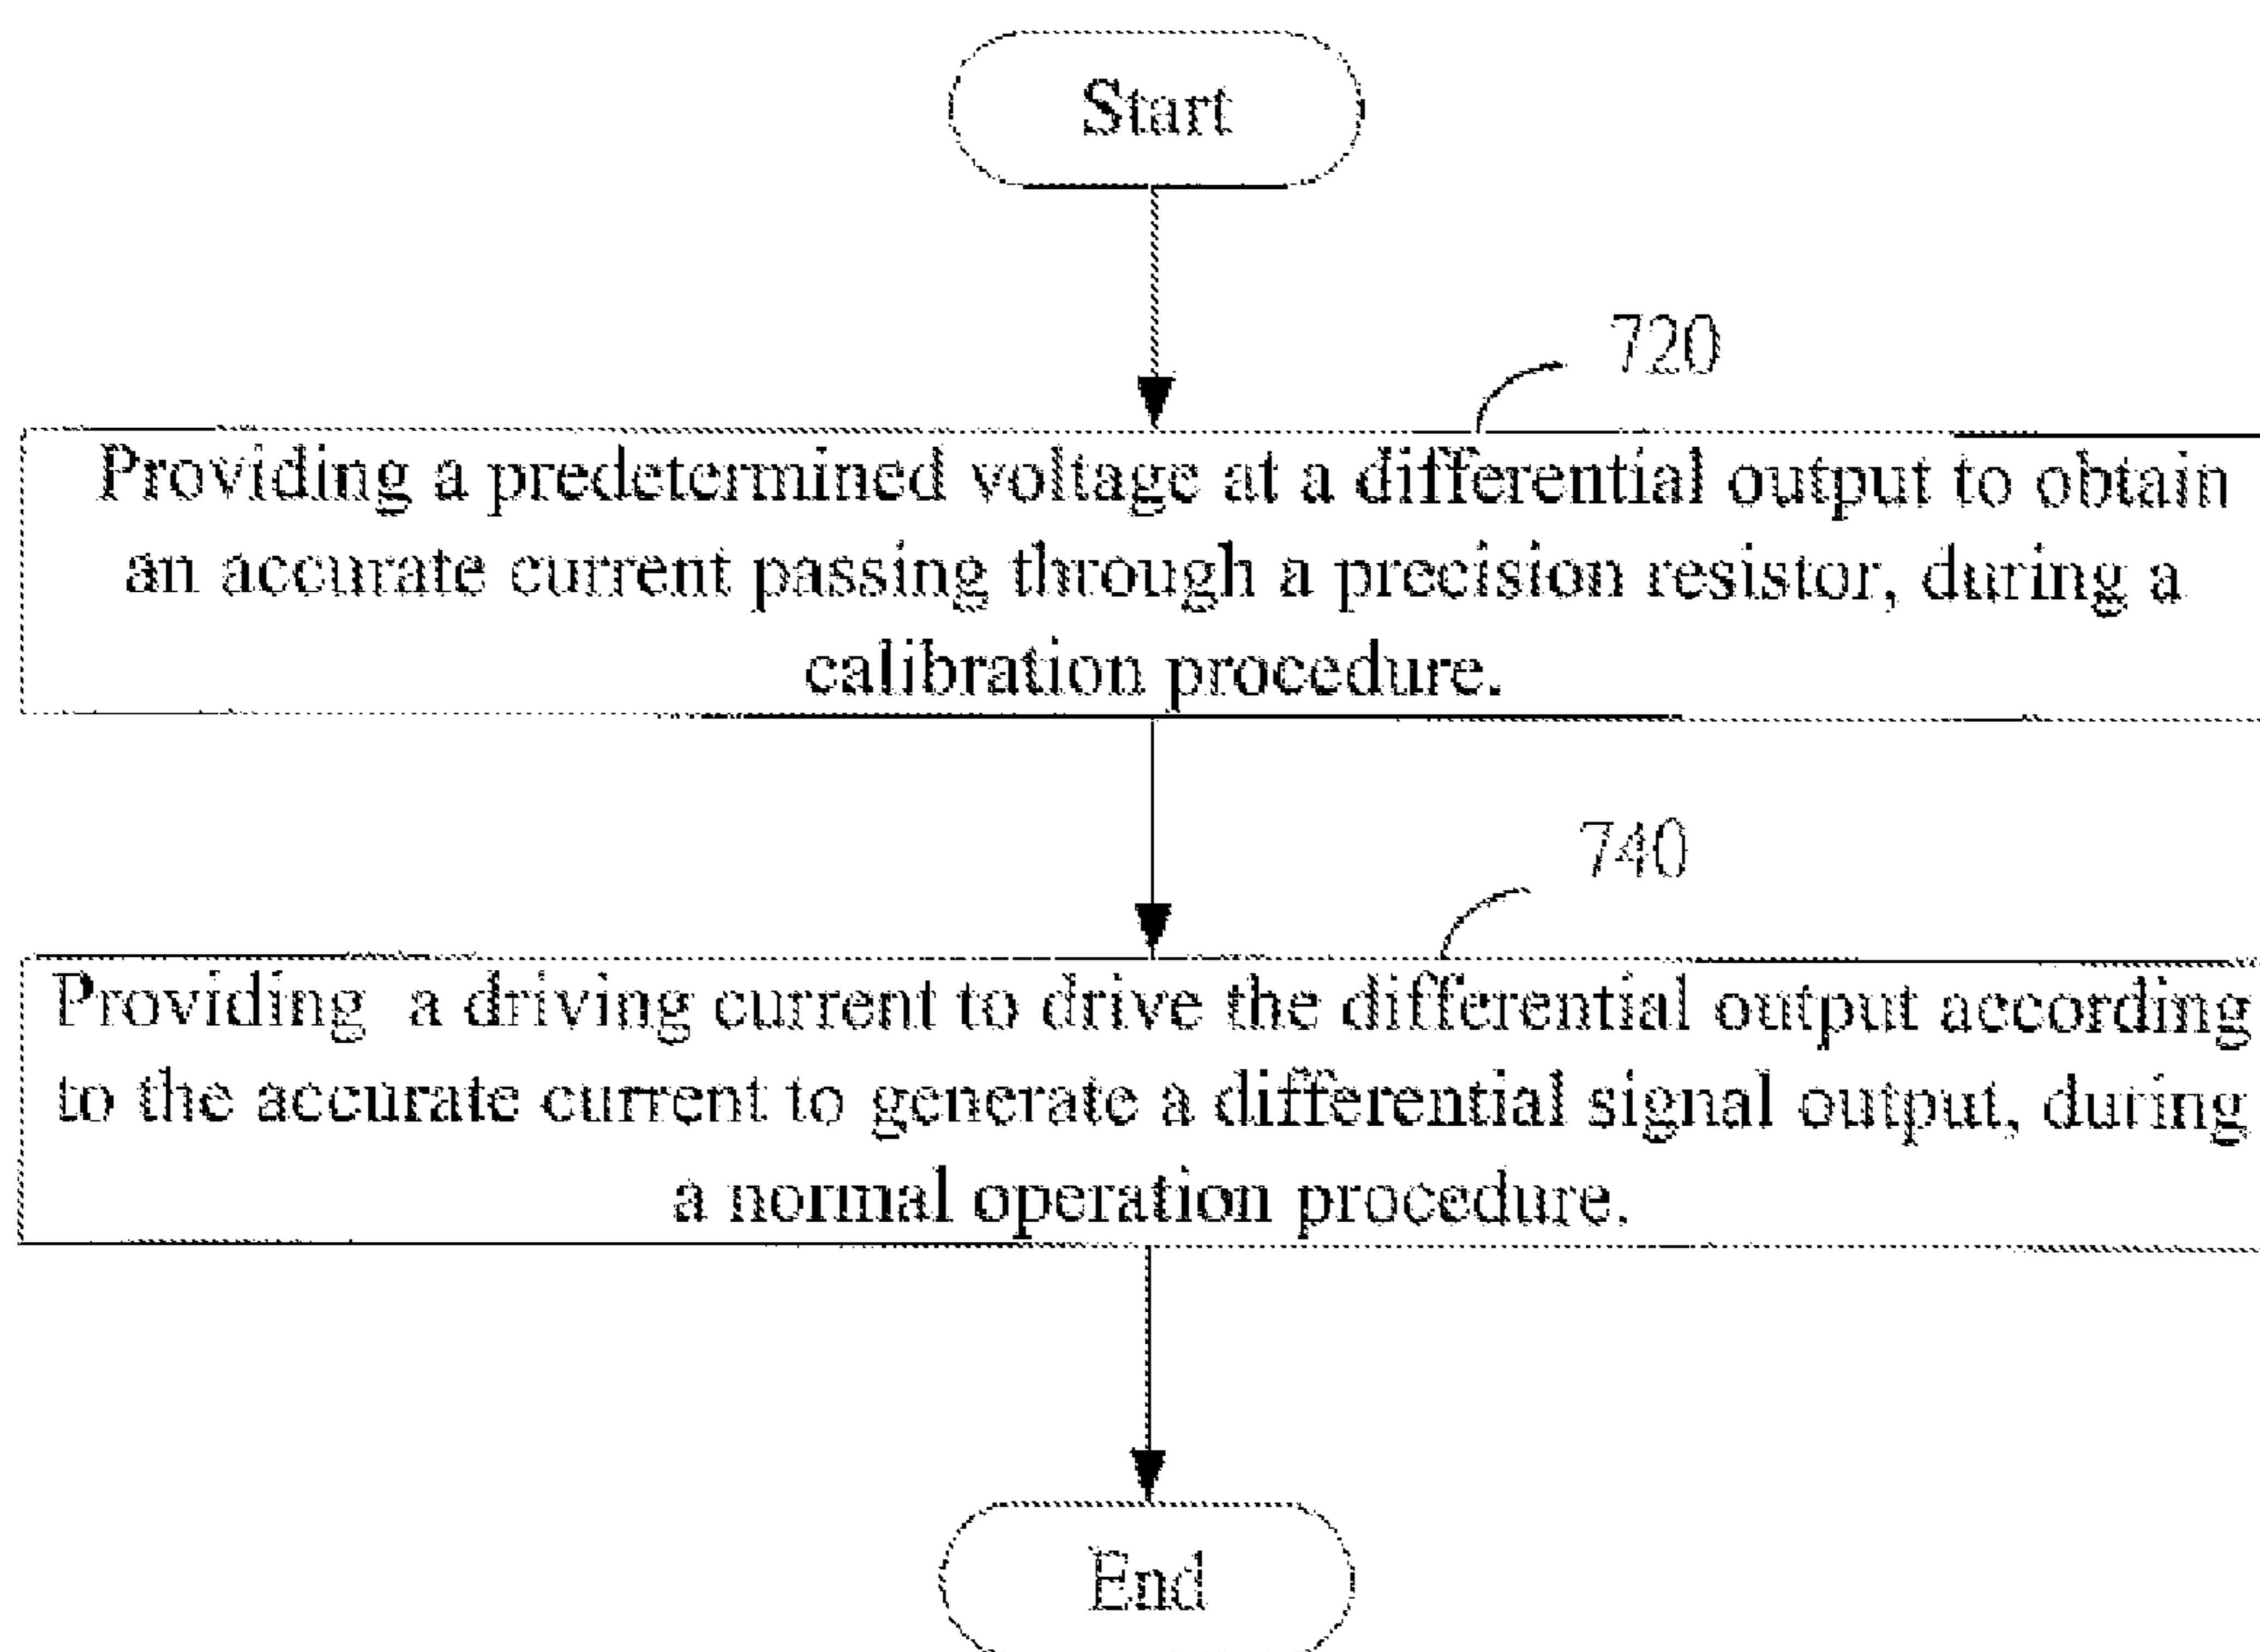 Start
720
Providing a predetermined voltage at a differential output to obtain
an accurate current passing through a precision resistor, during a
calibration procedure.
740
Providing a driving current to drive the differential output according
to the accurate current to generate a differential signal output, during
a normal operation procedure.
End